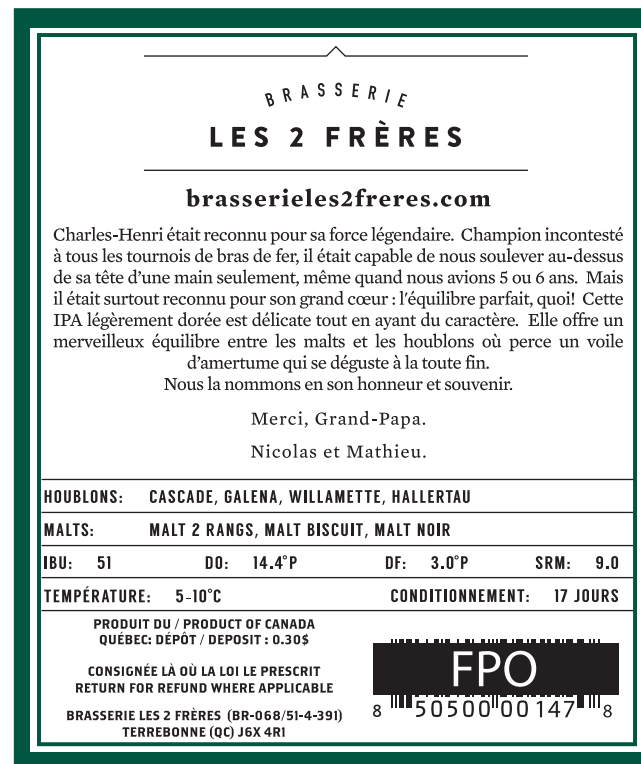 BRASSERIE
LES 2 FRÈRES
brasserieles2freres.com
Charles-Henri était reconnu pour sa force légendaire. Champion incontesté
à tous les tournois de bras de fer, il était capable de nous soulever au-dessus
de sa tête d'une main seulement, même quand nous avions 5 ou 6 ans. Mais
il était surtout reconnu pour son grand cœur : l'équilibre parfait, quoi! Cette
IPA légèrement dorée est délicate tout en ayant du caractère. Elle offre un
merveilleux équilibre entre les malts et les houblons où perce un voile
d'amertume qui se déguste à la toute fin.
Nous la nommons en son honneur et souvenir.
Merci, Grand-Papa.
Nicolas et Mathieu.
HOUBLONS: CASCADE, GALENA, WILLAMETTE, HALLERTAU
MALTS: MALT 2 RANGS, MALT BISCUIT, MALT NOIR
IBU: 51 DO: 14.4°P DF: 3.0°P SRM: 9.0
TEMPÉRATURE: 5-10°C CONDITIONNEMENT: 17 JOURS
PRODUIT DU / PRODUCT OF CANADA
QUÉBEC: DÉPÔT / DEPOSIT : 0.30$
CONSIGNÉE LÀ OÙ LA LOI LE PRESCRIT
RETURN FOR REFUND WHERE APPLICABLE
BRASSERIE LES 2 FRÈRES (BR-068/51-4-391)
TERREBONNE (QC) J6X 4R1
FPO
8 50500 00147 8